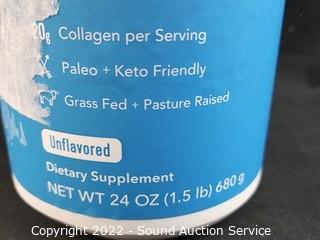 20g Collagen per Serving
Paleo + Keto Friendly
Grass Fed + Pasture Raised
Unflavored
Dietary Supplement
NET WT 24 OZ (1.5 lb) 680 g
Copyright 2022 - Sound Auction Service